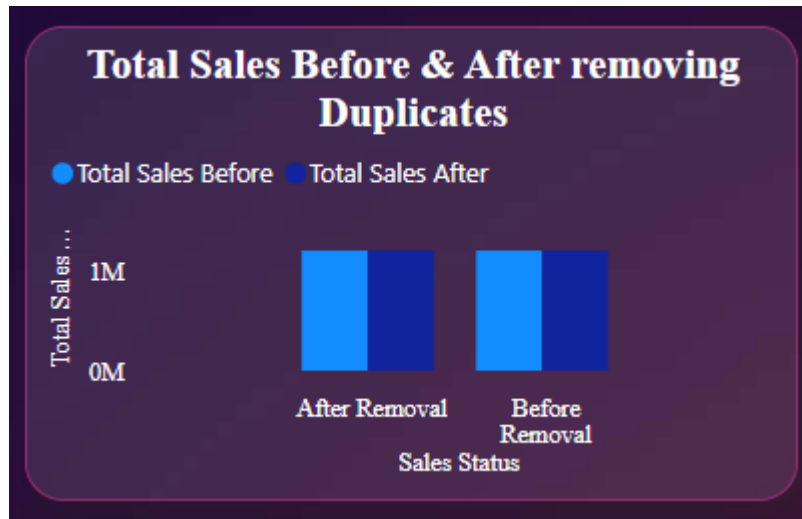 Total Sales Before & After removing
Duplicates
Total Sales Before Total Sales After
Total Sales ...
1M
0M
After Removal Before
Removal
Sales Status